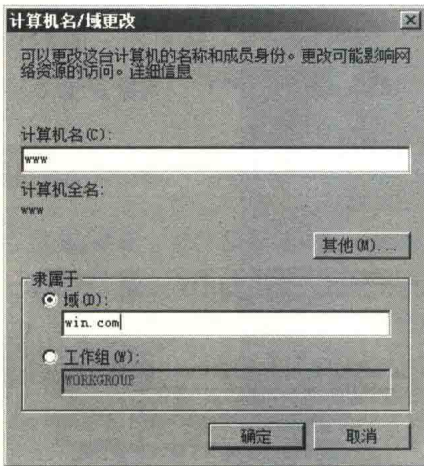 计算机名/域更改
可以更改这台计算机的名称和成员身份。更改可能影响网
络资源的访问。详细信息
计算机名(C):
www
计算机全名:
www
其他(M)...
隶属于
域(D):
win.com
工作组(W):
WORKGROUP
确定
取消